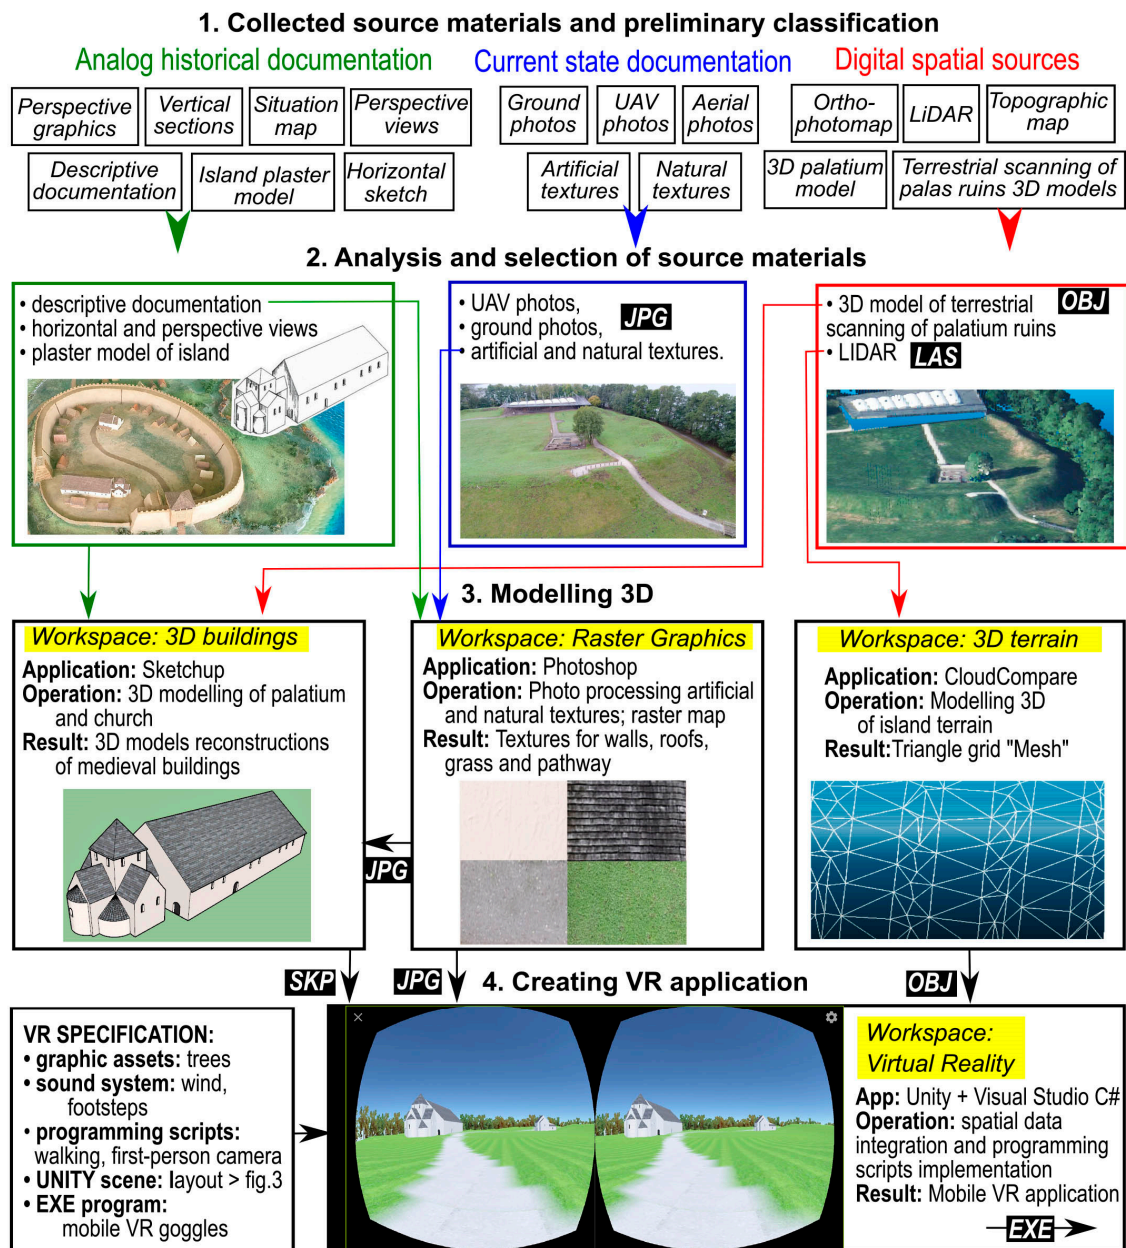 1. Collected source materials and preliminary classification
Analog historical documentation
Current state documentation
Digital spatial sources
Perspective
graphics
Vertical
sections
Situation
map
Perspective
views
Ground
photos
UAV
photos
Aerial
photos
Ortho-
photomap
LiDAR
Topographic
map
Descriptive
documentation
Island plaster
model
Horizontal
sketch
Artificial
textures
Natural
textures
3D palatium
model
Terrestrial scanning of
palas ruins 3D models
2. Analysis and selection of source materials
• descriptive documentation
• horizontal and perspective views
• plaster model of island
• UAV photos,
• ground photos,
• artificial and natural textures.
JPG
• 3D model of terrestrial
scanning of palatium ruins
• LIDAR
OBJ
LAS
3. Modelling 3D
Workspace: 3D buildings
Application: Sketchup
Operation: 3D modelling of palatium
and church
Result: 3D models reconstructions
of medieval buildings
Workspace: Raster Graphics
Application: Photoshop
Operation: Photo processing artificial
and natural textures; raster map
Result: Textures for walls, roofs,
grass and pathway
Workspace: 3D terrain
Application: CloudCompare
Operation: Modelling 3D
of island terrain
Result:Triangle grid "Mesh"
JPG
SKP
JPG
4. Creating VR application
OBJ
VR SPECIFICATION:
• graphic assets: trees
• sound system: wind,
footsteps
• programming scripts:
walking, first-person camera
• UNITY scene: layout > fig.3
• EXE program:
mobile VR goggles
Workspace:
Virtual Reality
App: Unity + Visual Studio C#
Operation: spatial data
integration and programming
scripts implementation
Result: Mobile VR application
EXE